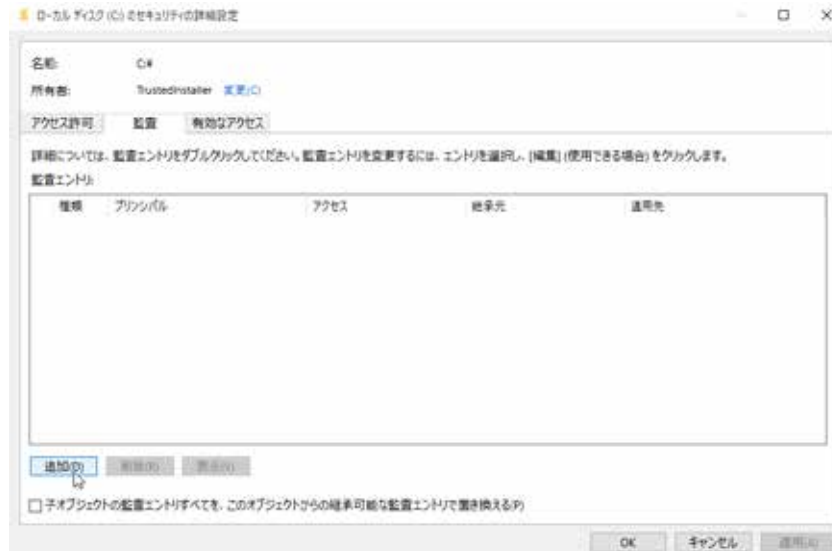 ローカル ディスク (C:) のセキュリティの詳細設定
名前: C:¥
所有者: TrustedInstaller 変更(C)
アクセス許可 監査 有効なアクセス
詳細については、監査エントリをダブルクリックしてください。監査エントリを変更するには、エントリを選択し、[編集] (使用できる場合) をクリックします。
監査エントリ:
種類 プリンシパル アクセス 継承元 適用先
追加(D) 削除(R) 表示(V)
子オブジェクトの監査エントリすべてを、このオブジェクトからの継承可能な監査エントリで置き換える(P)
OK キャンセル 適用(A)